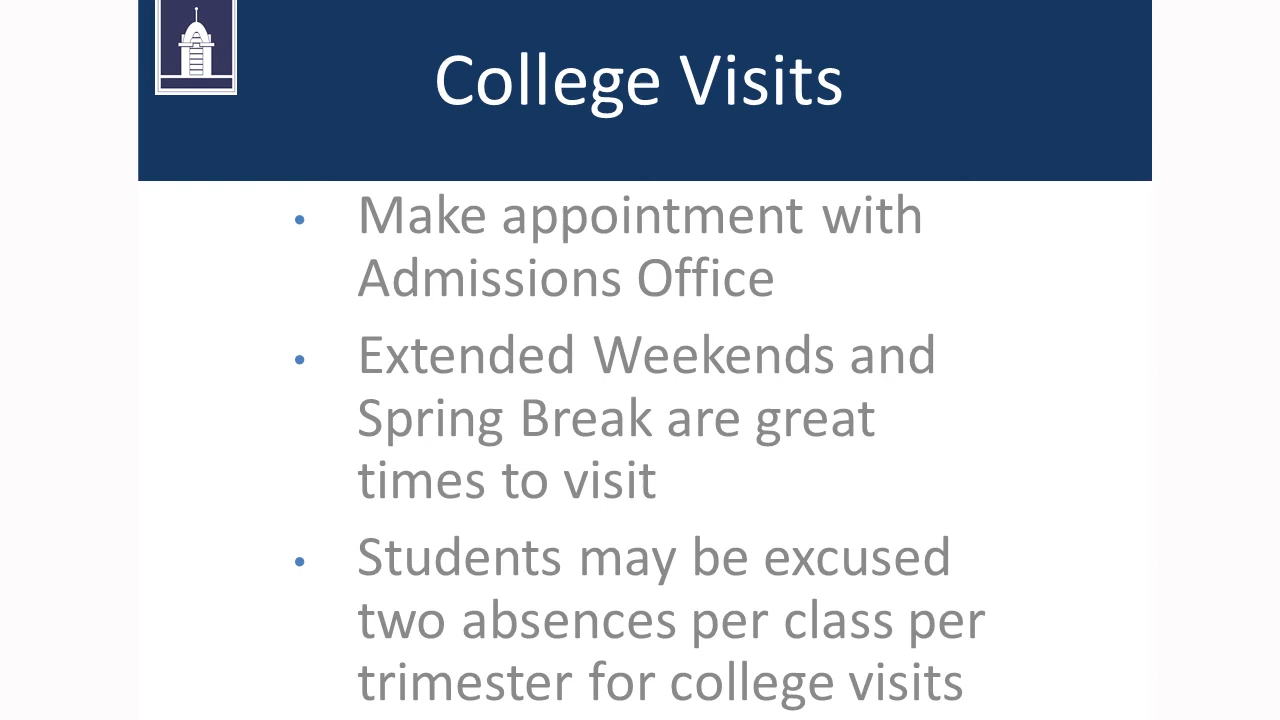 College Visits
• Make appointment with
Admissions Office
• Extended Weekends and
Spring Break are great
times to visit
• Students may be excused
two absences per class per
trimester for college visits